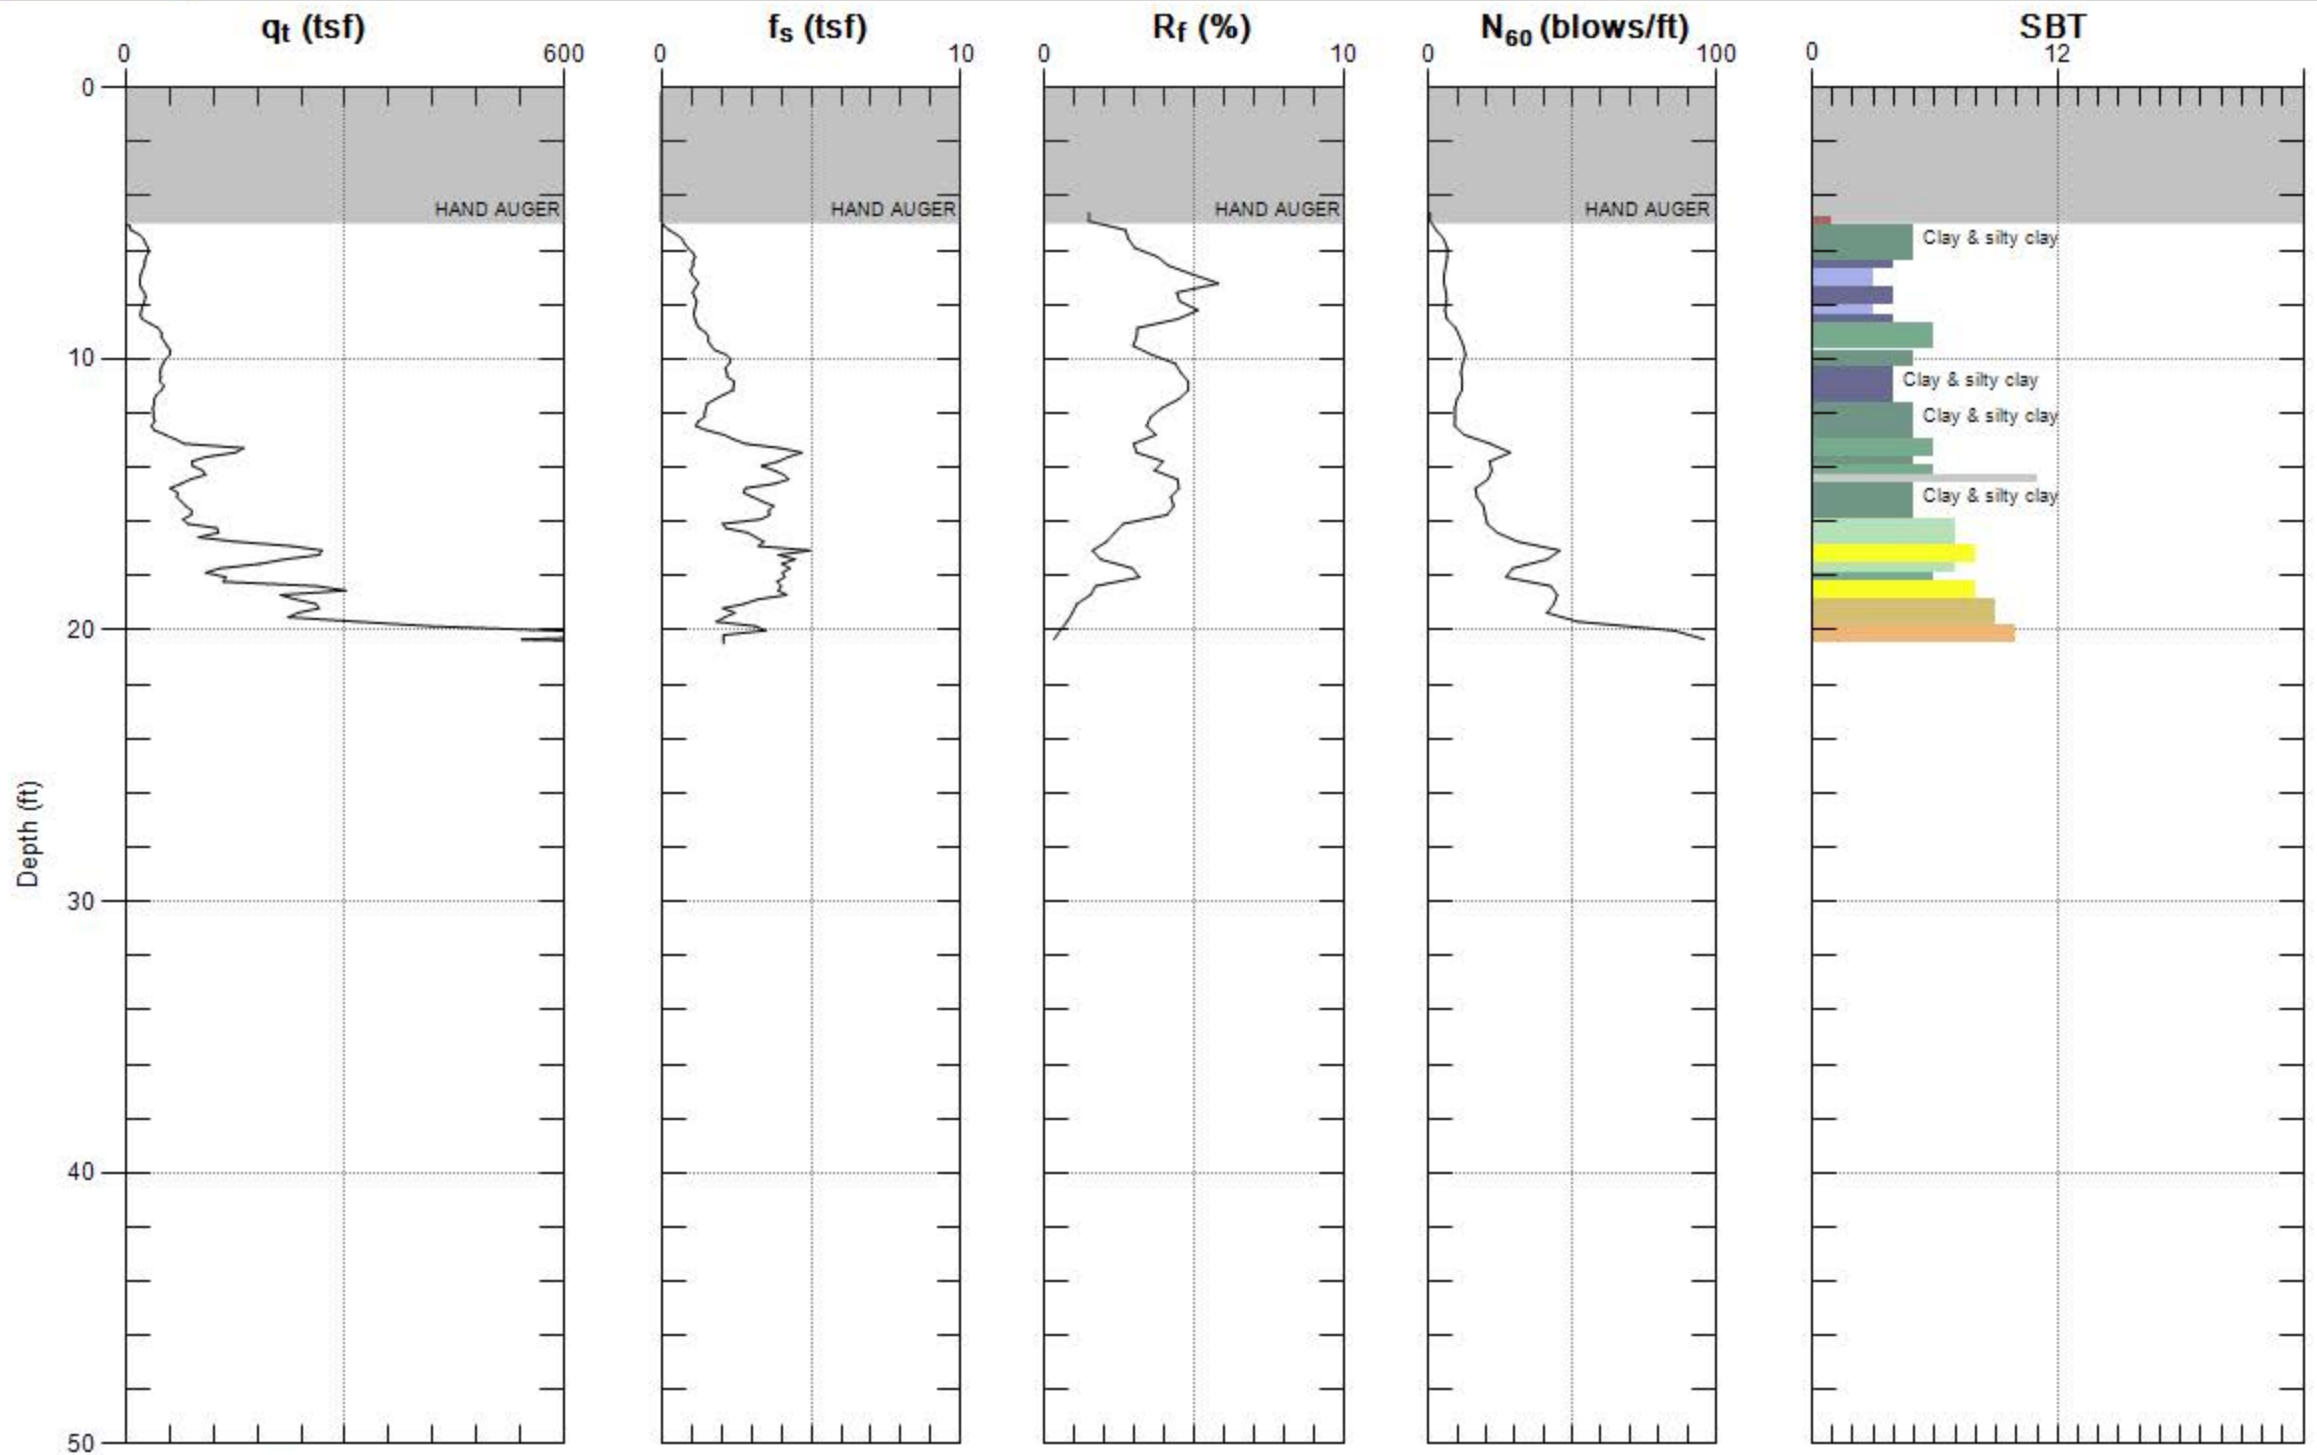 qt (tsf) fs (tsf) Rf (%) N60 (blows/ft) SBT
0 600 0 10 0 10 0 100 0 12
0
HAND AUGER HAND AUGER HAND AUGER HAND AUGER
Clay & silty clay
10
Clay & silty clay
Clay & silty clay
Clay & silty clay
20
Depth (ft)
30
40
50